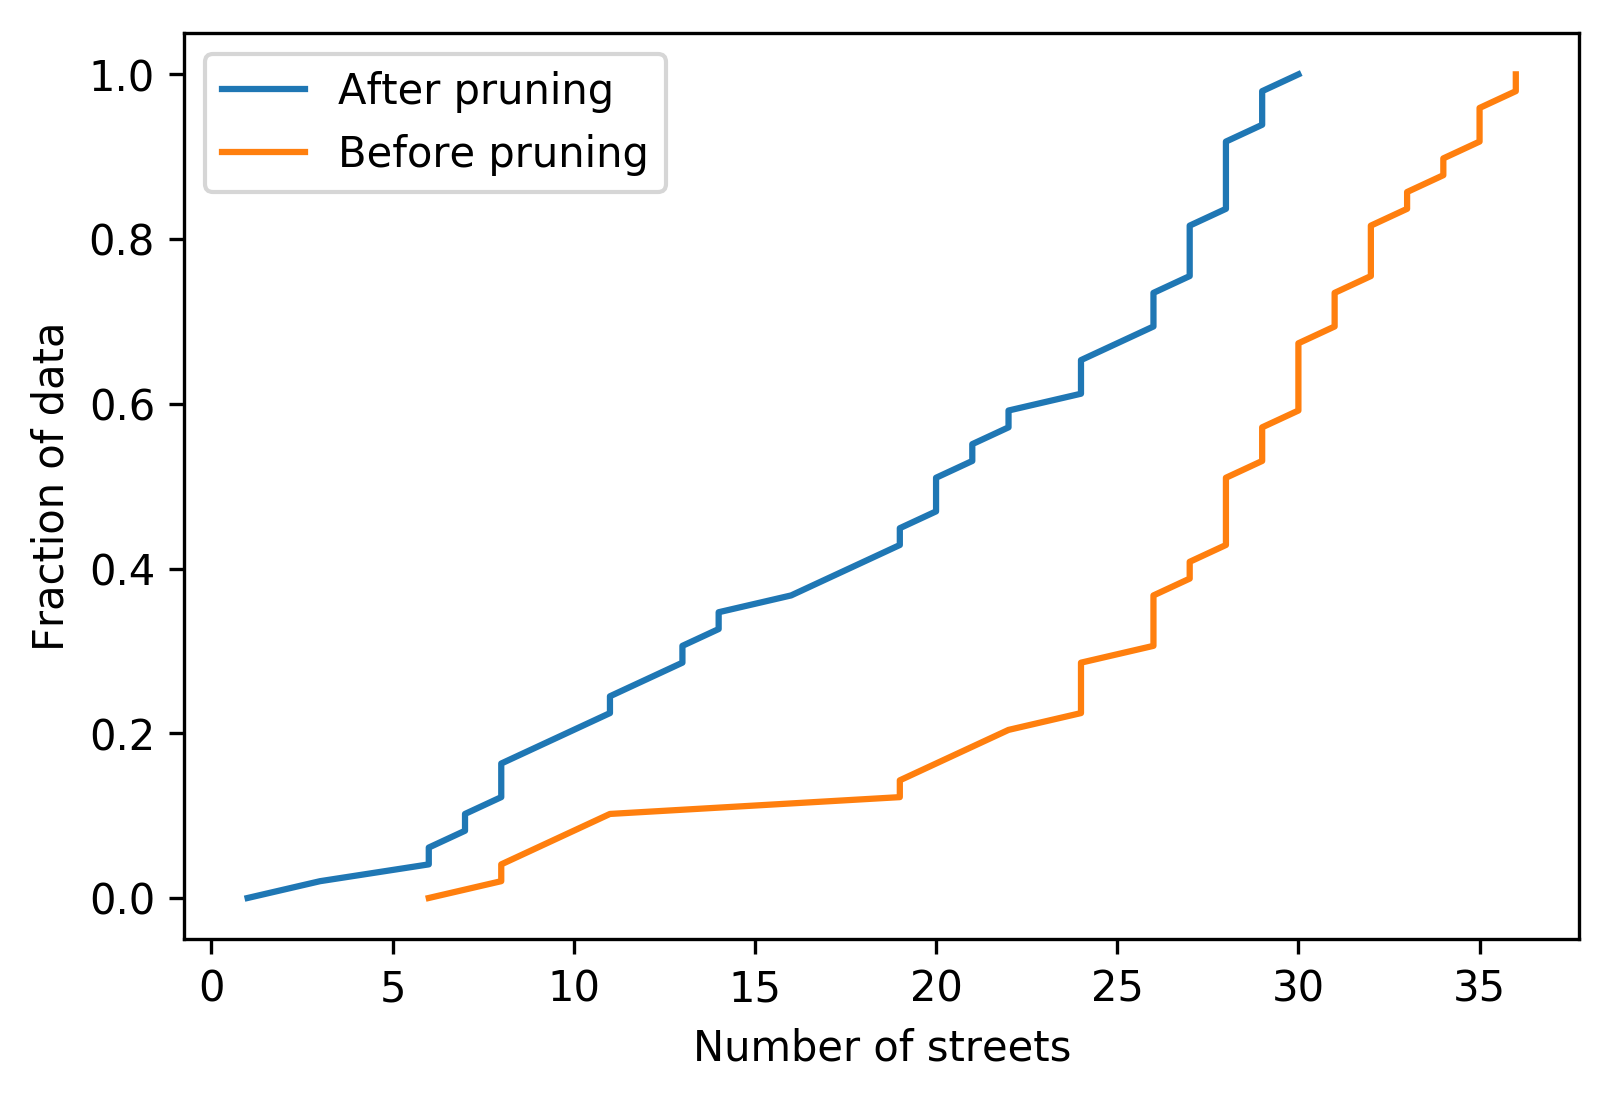 After pruning
Before pruning
1.0
0.8
0.6
0.4
0.2
0.0
Fraction of data
0 5 10 15 20 25 30 35
Number of streets